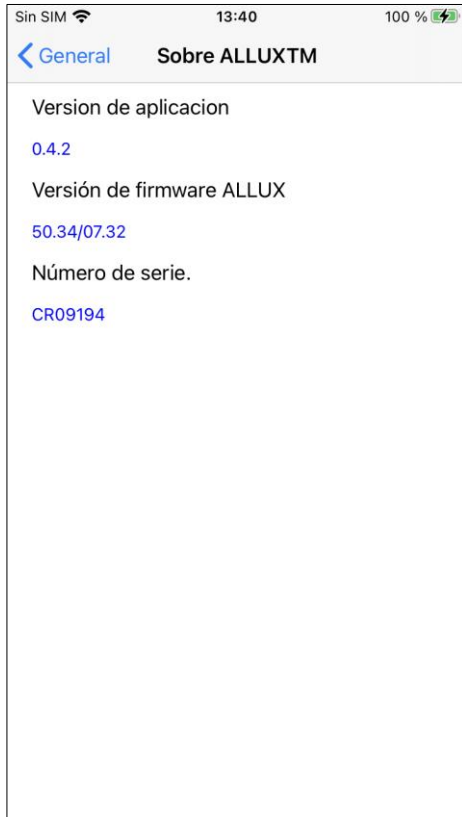 Sin SIM 13:40 100 %
General Sobre ALLUXTM
Version de aplicacion
0.4.2
Versión de firmware ALLUX
50.34/07.32
Número de serie.
CR09194